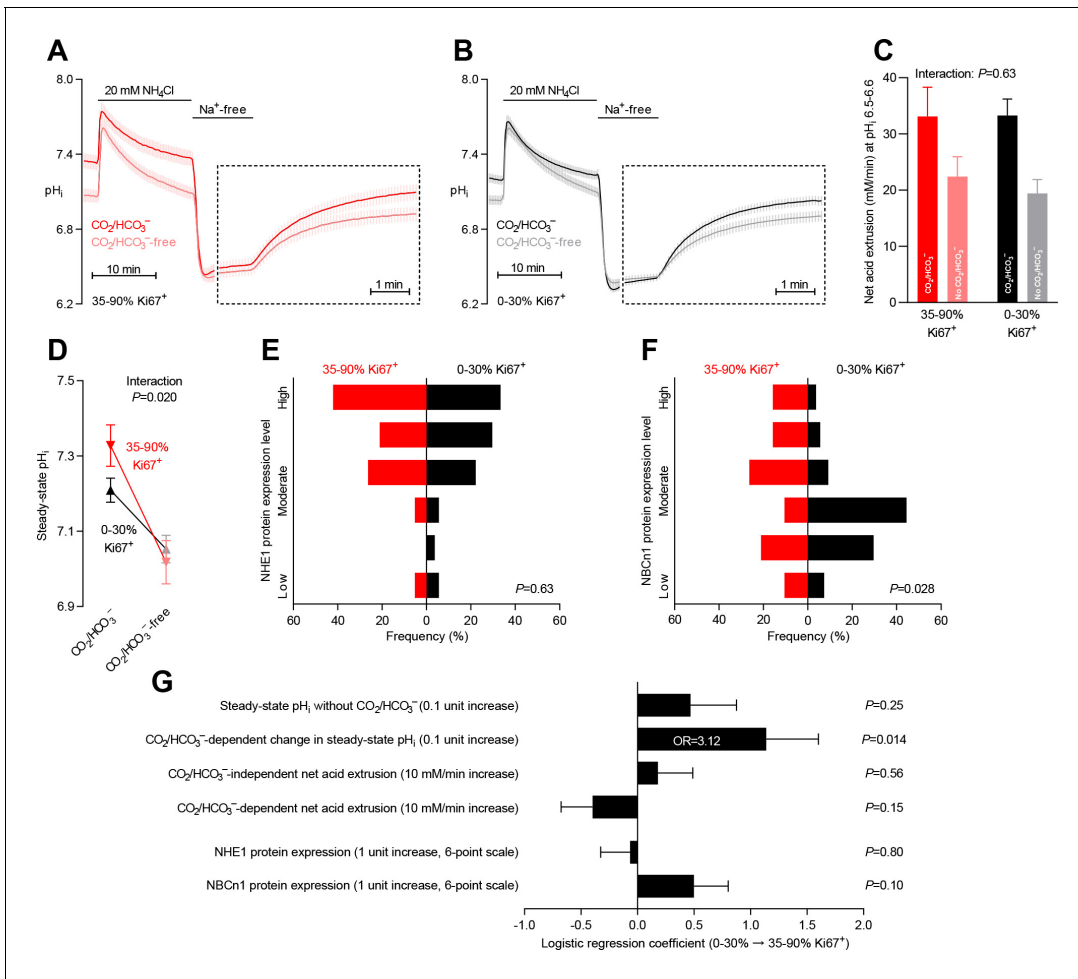 A
8.0
7.4
pHi
6.8
6.2
20 mM NH4Cl
Na+-free
CO2/HCO3−
CO2/HCO3−-free
10 min
35-90% Ki67+
1 min
B
8.0
7.4
pHi
6.8
6.2
20 mM NH4Cl
Na+-free
CO2/HCO3−
CO2/HCO3−-free
10 min
0-30% Ki67+
1 min
C
Interaction: P=0.63
Net acid extrusion (mM/min) at pHi 6.5-6.6
40
30
20
10
0
CO2/HCO3−
No CO2/HCO3−
CO2/HCO3−
No CO2/HCO3−
35-90%
Ki67+
0-30%
Ki67+
D
Steady-state pHi
7.5
7.3
7.1
6.9
Interaction
P=0.020
35-90%
Ki67+
0-30%
Ki67+
CO2/HCO3−
CO2/HCO3−-free
E
35-90% Ki67+
0-30% Ki67+
NHE1 protein expression level
High
Moderate
Low
P=0.63
60 40 20 0 20 40 60
Frequency (%)
F
35-90% Ki67+
0-30% Ki67+
NBCn1 protein expression level
High
Moderate
Low
P=0.028
60 40 20 0 20 40 60
Frequency (%)
G
Steady-state pHi without CO2/HCO3− (0.1 unit increase)
P=0.25
CO2/HCO3−-dependent change in steady-state pHi (0.1 unit increase)
OR=3.12
P=0.014
CO2/HCO3−-independent net acid extrusion (10 mM/min increase)
P=0.56
CO2/HCO3−-dependent net acid extrusion (10 mM/min increase)
P=0.15
NHE1 protein expression (1 unit increase, 6-point scale)
P=0.80
NBCn1 protein expression (1 unit increase, 6-point scale)
P=0.10
-1.0 -0.5 0.0 0.5 1.0 1.5 2.0
Logistic regression coefficient (0-30% → 35-90% Ki67+)